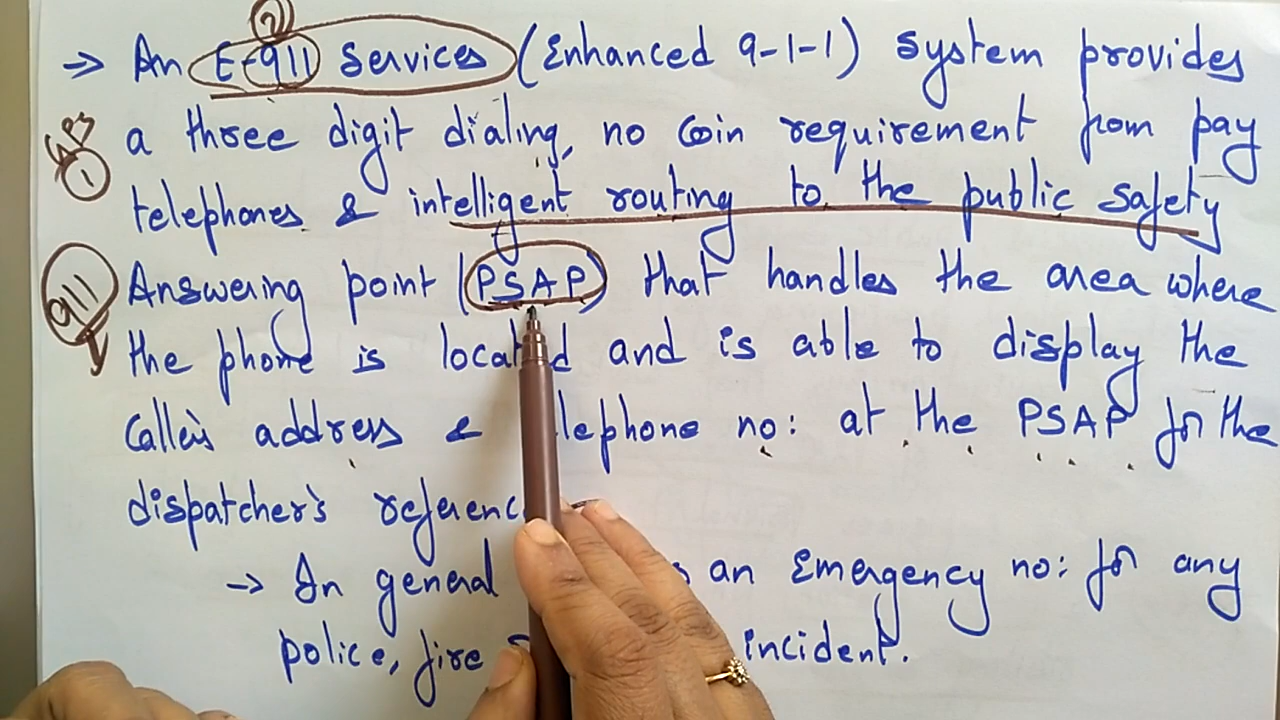 → An E-911 services (Enhanced 9-1-1) system provides
a three digit dialing, no coin requirement from pay
telephones & intelligent routing to the public safety
Answering point (PSAP) that handles the area where
the phone is located and is able to display the
caller's address & telephone no: at the PSAP for the
dispatcher's reference
→ In general an Emergency no: for any
police, fire incident.
2
1
911